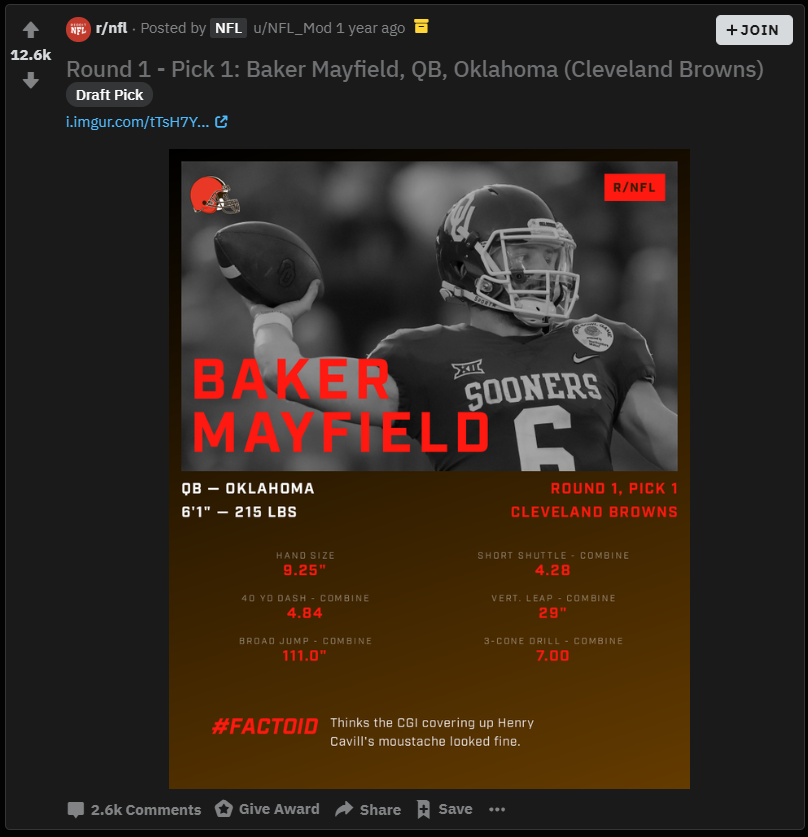 r/nfl · Posted by NFL u/NFL_Mod 1 year ago
+JOIN
12.6k
Round 1 - Pick 1: Baker Mayfield, QB, Oklahoma (Cleveland Browns)
Draft Pick
i.imgur.com/tTsH7Y...
R/NFL
XII
SOONERS
6
BAKER
MAYFIELD
QB — OKLAHOMA
ROUND 1, PICK 1
6'1" — 215 LBS
CLEVELAND BROWNS
HAND SIZE
9.25"
SHORT SHUTTLE - COMBINE
4.28
40 YD DASH - COMBINE
4.84
VERT. LEAP - COMBINE
29"
BROAD JUMP - COMBINE
111.0"
3-CONE DRILL - COMBINE
7.00
#FACTOID
Thinks the CGI covering up Henry
Cavill's moustache looked fine.
2.6k Comments Give Award Share Save ...